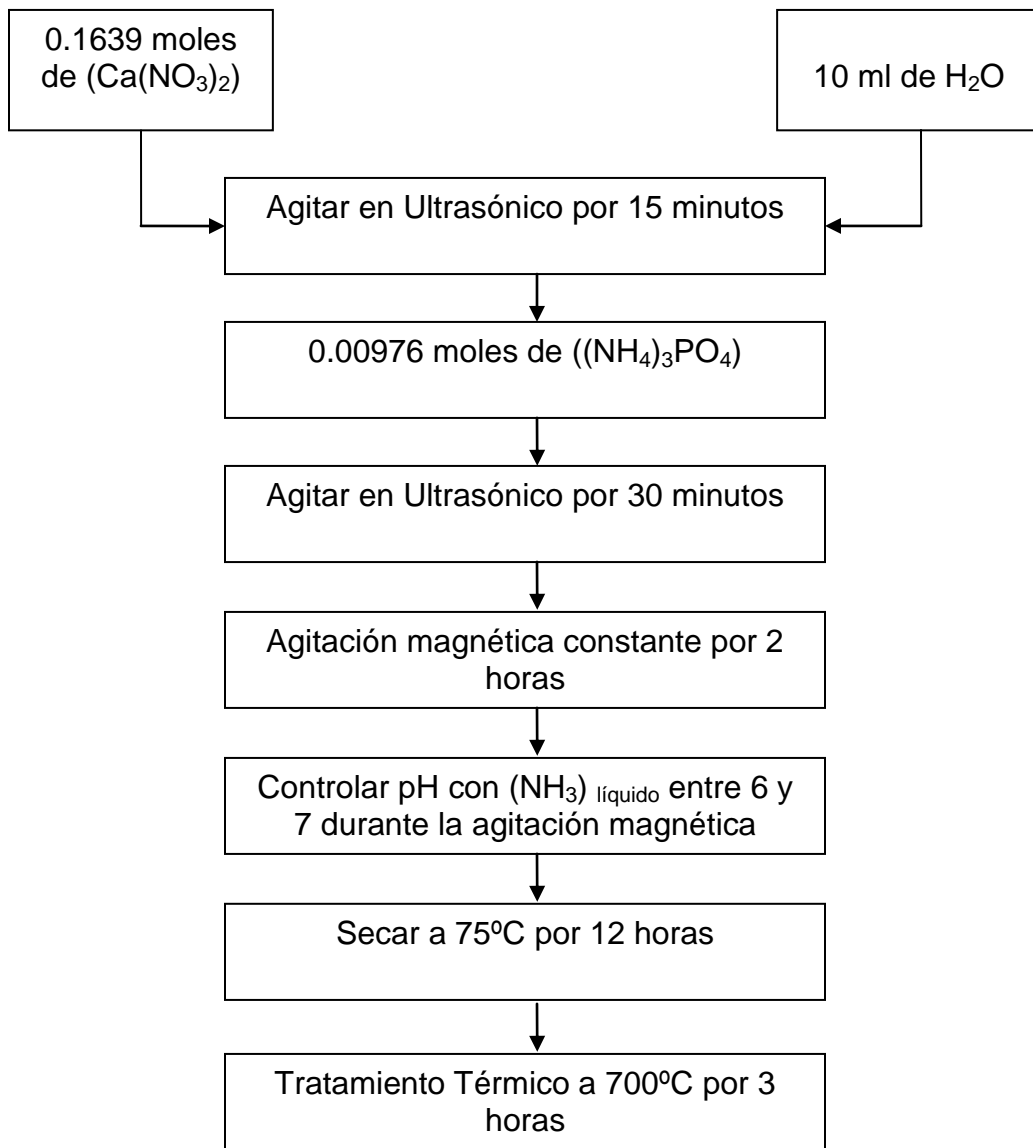 0.1639 moles
de (Ca(NO₃)₂)
10 ml de H₂O
Agitar en Ultrasónico por 15 minutos
0.00976 moles de ((NH₄)₃PO₄)
Agitar en Ultrasónico por 30 minutos
Agitación magnética constante por 2
horas
Controlar pH con (NH₃) líquido entre 6 y
7 durante la agitación magnética
Secar a 75ºC por 12 horas
Tratamiento Térmico a 700ºC por 3
horas